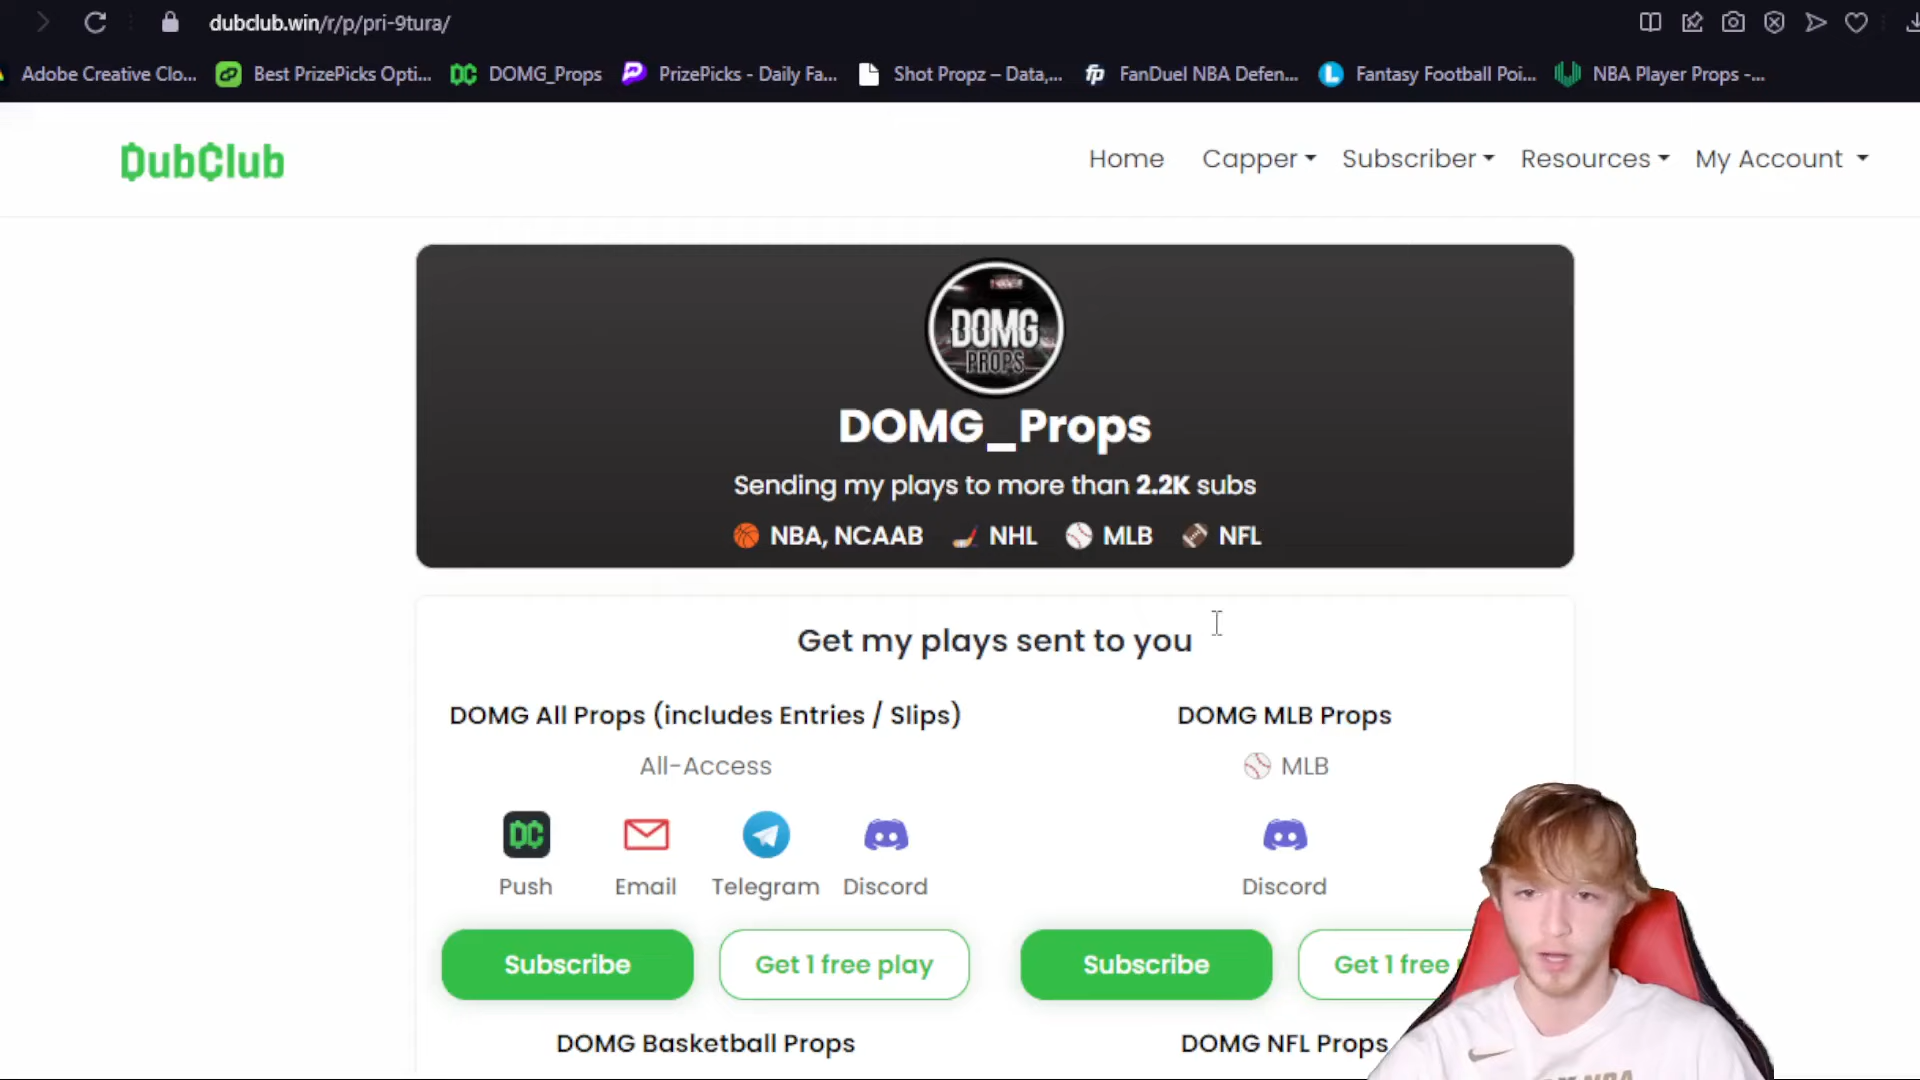 dubclub.win/r/p/pri-9tura/
Adobe Creative Clo... Best PrizePicks Opti... DC DOMG_Props PrizePicks - Daily Fa... Shot Propz – Data,... fp FanDuel NBA Defen... L Fantasy Football Poi... NBA Player Props -...
DubClub Home Capper Subscriber Resources My Account
DOMG
PROPS
DOMG_Props
Sending my plays to more than 2.2K subs
NBA, NCAAB NHL MLB NFL
Get my plays sent to you
DOMG All Props (includes Entries / Slips) DOMG MLB Props
All-Access MLB
DC
Push Email Telegram Discord Discord
Subscribe Get 1 free play Subscribe Get 1 free
DOMG Basketball Props DOMG NFL Props